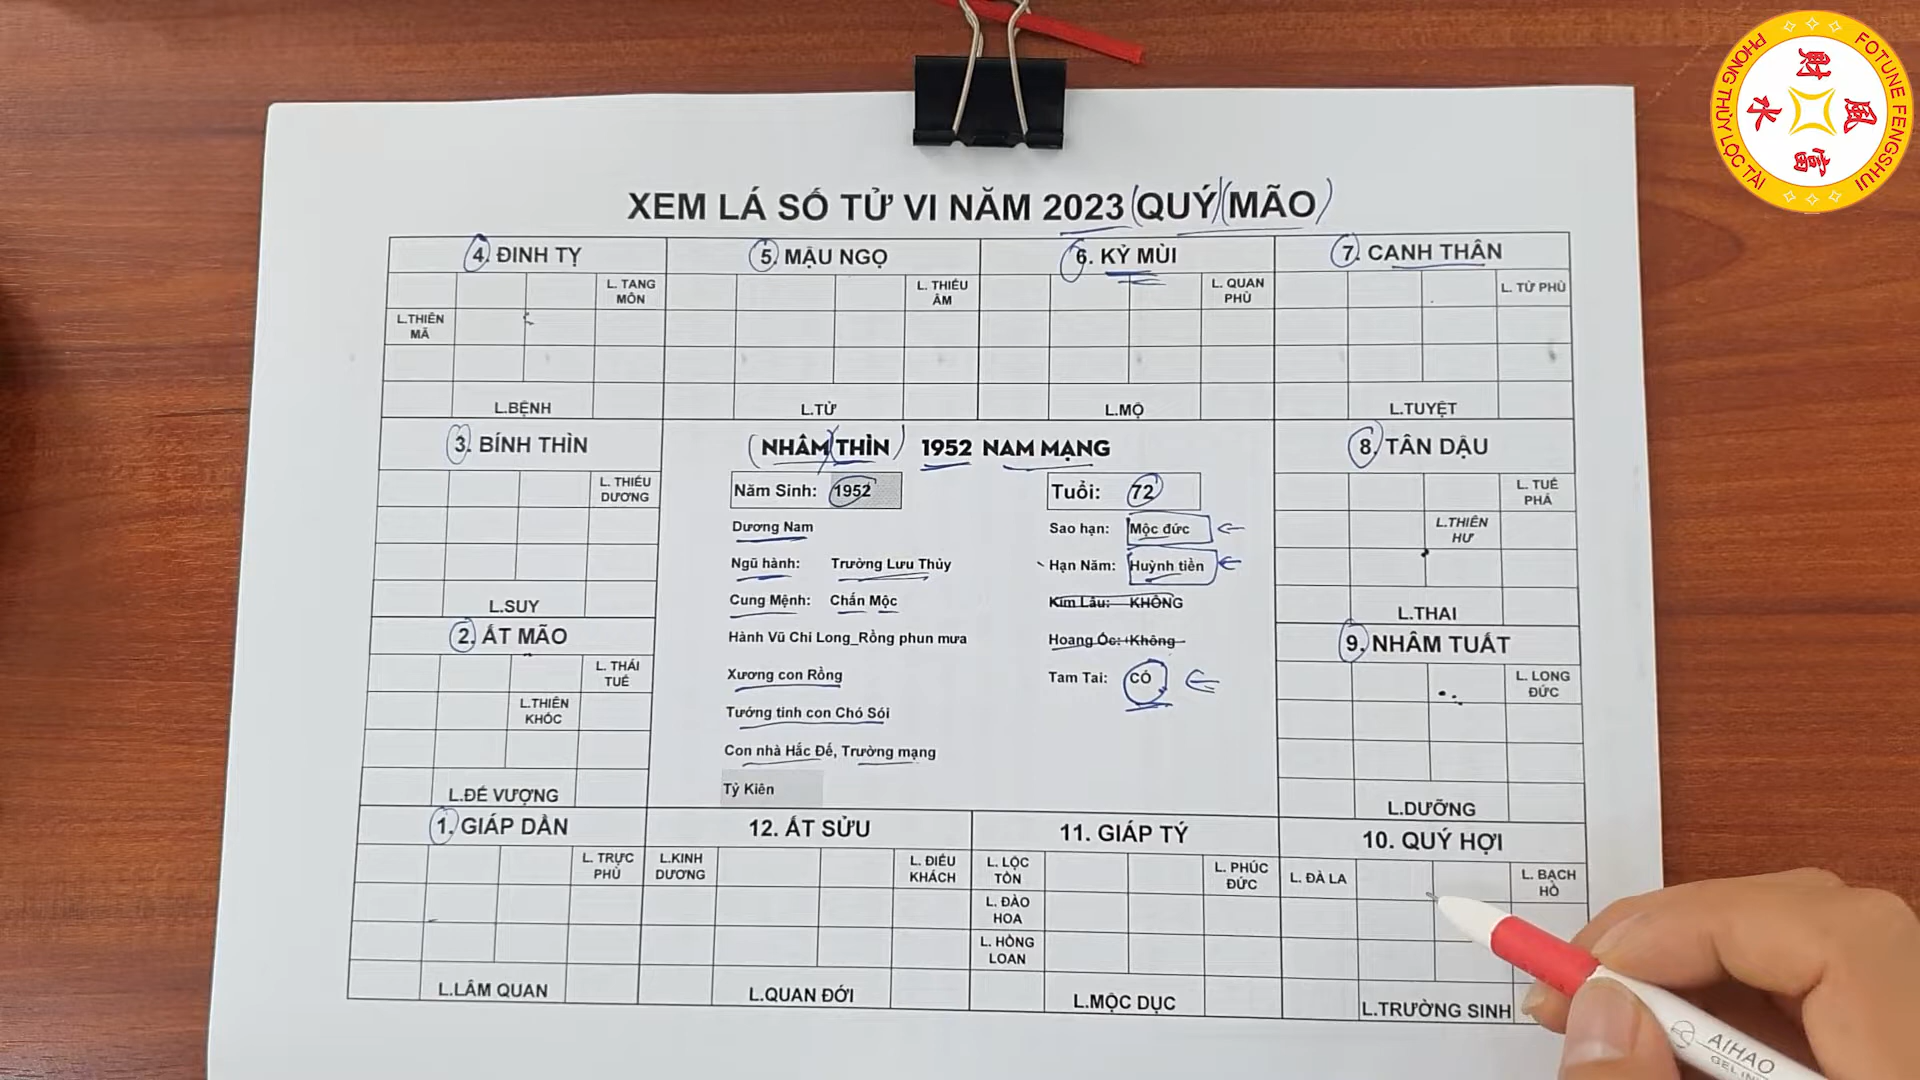 PHONG THỦY LỘC TÀI
FOTUNE FENGSHUI
財
水
風
富
XEM LÁ SỐ TỬ VI NĂM 2023 (QUÝ MÃO)
4. ĐINH TỴ
L. TANG MÔN
L.THIÊN MÃ
L.BỆNH
5. MẬU NGỌ
L. THIẾU ÂM
L.TỬ
6. KỶ MÙI
L. QUAN PHÙ
L.MỘ
7. CANH THÂN
L. TỬ PHÙ
L.TUYỆT
3. BÍNH THÌN
L. THIẾU DƯƠNG
L.SUY
(NHÂM THÌN) 1952 NAM MẠNG
Năm Sinh: 1952
Tuổi: 72
Dương Nam
Sao hạn: Mộc đức
Ngũ hành: Trường Lưu Thủy
Hạn Năm: Huỳnh tiền
Cung Mệnh: Chấn Mộc
Kim Lâu: KHÔNG
Hành Vũ Chi Long_Rồng phun mưa
Hoang Ốc: Không
Xương con Rồng
Tam Tai: CÓ
Tướng tinh con Chó Sói
Con nhà Hắc Đế, Trường mạng
Tỷ Kiên
8. TÂN DẬU
L. TUẾ PHÁ
L.THIÊN HƯ
L.THAI
2. ẤT MÃO
L. THÁI TUẾ
L.THIÊN KHÓC
L.ĐẾ VƯỢNG
9. NHÂM TUẤT
L. LONG ĐỨC
L.DƯỠNG
1. GIÁP DẦN
L. TRỰC PHÙ
L.LÂM QUAN
12. ẤT SỬU
L.KINH DƯƠNG
L. ĐIẾU KHÁCH
L.QUAN ĐỚI
11. GIÁP TÝ
L. LỘC TỒN
L. PHÚC ĐỨC
L. ĐÀO HOA
L. HỒNG LOAN
L.MỘC DỤC
10. QUÝ HỢI
L. ĐÀ LA
L. BẠCH HỔ
L.TRƯỜNG SINH
AIHAO